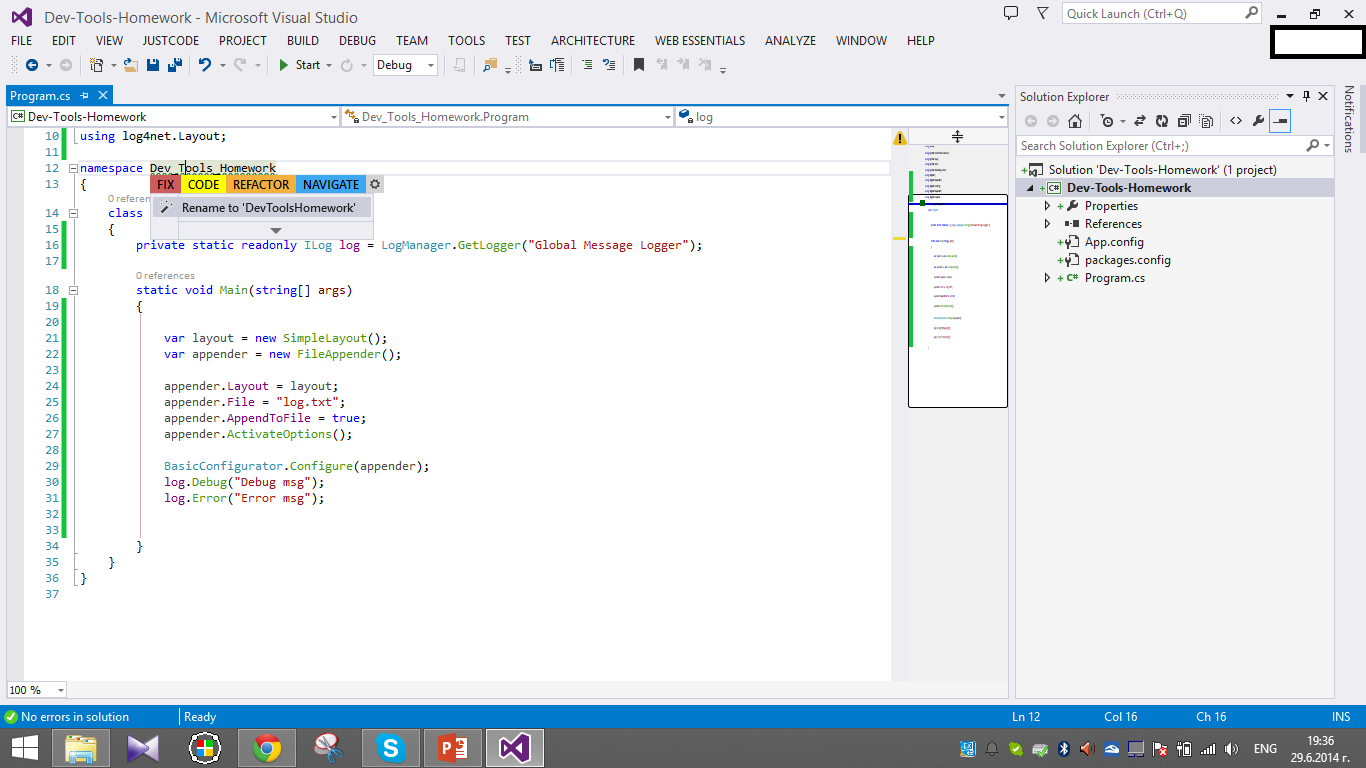 Dev-Tools-Homework - Microsoft Visual Studio
Quick Launch (Ctrl+Q)
FILE EDIT VIEW JUSTCODE PROJECT BUILD DEBUG TEAM TOOLS TEST ARCHITECTURE WEB ESSENTIALS ANALYZE WINDOW HELP
Start Debug
Program.cs
Dev-Tools-Homework Dev_Tools_Homework.Program log
10 using log4net.Layout;
11
12 namespace Dev_Tools_Homework
13 {
FIX CODE REFACTOR NAVIGATE
0 referen
14 class
Rename to 'DevToolsHomework'
15 {
16 private static readonly ILog log = LogManager.GetLogger("Global Message Logger");
17
0 references
18 static void Main(string[] args)
19 {
20
21 var layout = new SimpleLayout();
22 var appender = new FileAppender();
23
24 appender.Layout = layout;
25 appender.File = "log.txt";
26 appender.AppendToFile = true;
27 appender.ActivateOptions();
28
29 BasicConfigurator.Configure(appender);
30 log.Debug("Debug msg");
31 log.Error("Error msg");
32
33
34 }
35 }
36 }
37
100 %
Solution Explorer
Search Solution Explorer (Ctrl+;)
Solution 'Dev-Tools-Homework' (1 project)
Dev-Tools-Homework
Properties
References
App.config
packages.config
Program.cs
Notifications
No errors in solution Ready Ln 12 Col 16 Ch 16 INS
ENG 19:36
29.6.2014 г.